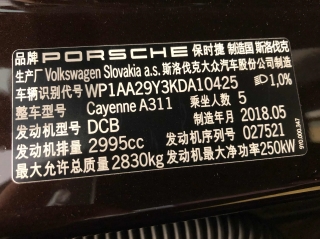 品牌 PORSCHE 保时捷 制造国 斯洛伐克
生产厂 Volkswagen Slovakia a.s. 斯洛伐克大众汽车股份公司
车辆识别代号 WP1AA29Y3KDA10425 1,0%
整车型号 Cayenne A311 乘坐人数 5
发动机型号 DCB 制造年月 2018.05
发动机排量 2995cc 发动机序列号 027521
最大允许总质量 2830kg 发动机最大净功率 250kW